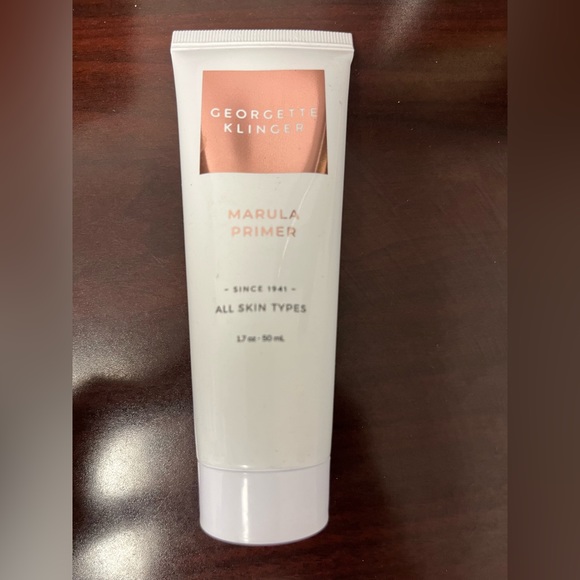 GEORGETTE
KLINGER
MARULA
PRIMER
– SINCE 1941 –
ALL SKIN TYPES
1.7 oz - 50 mL